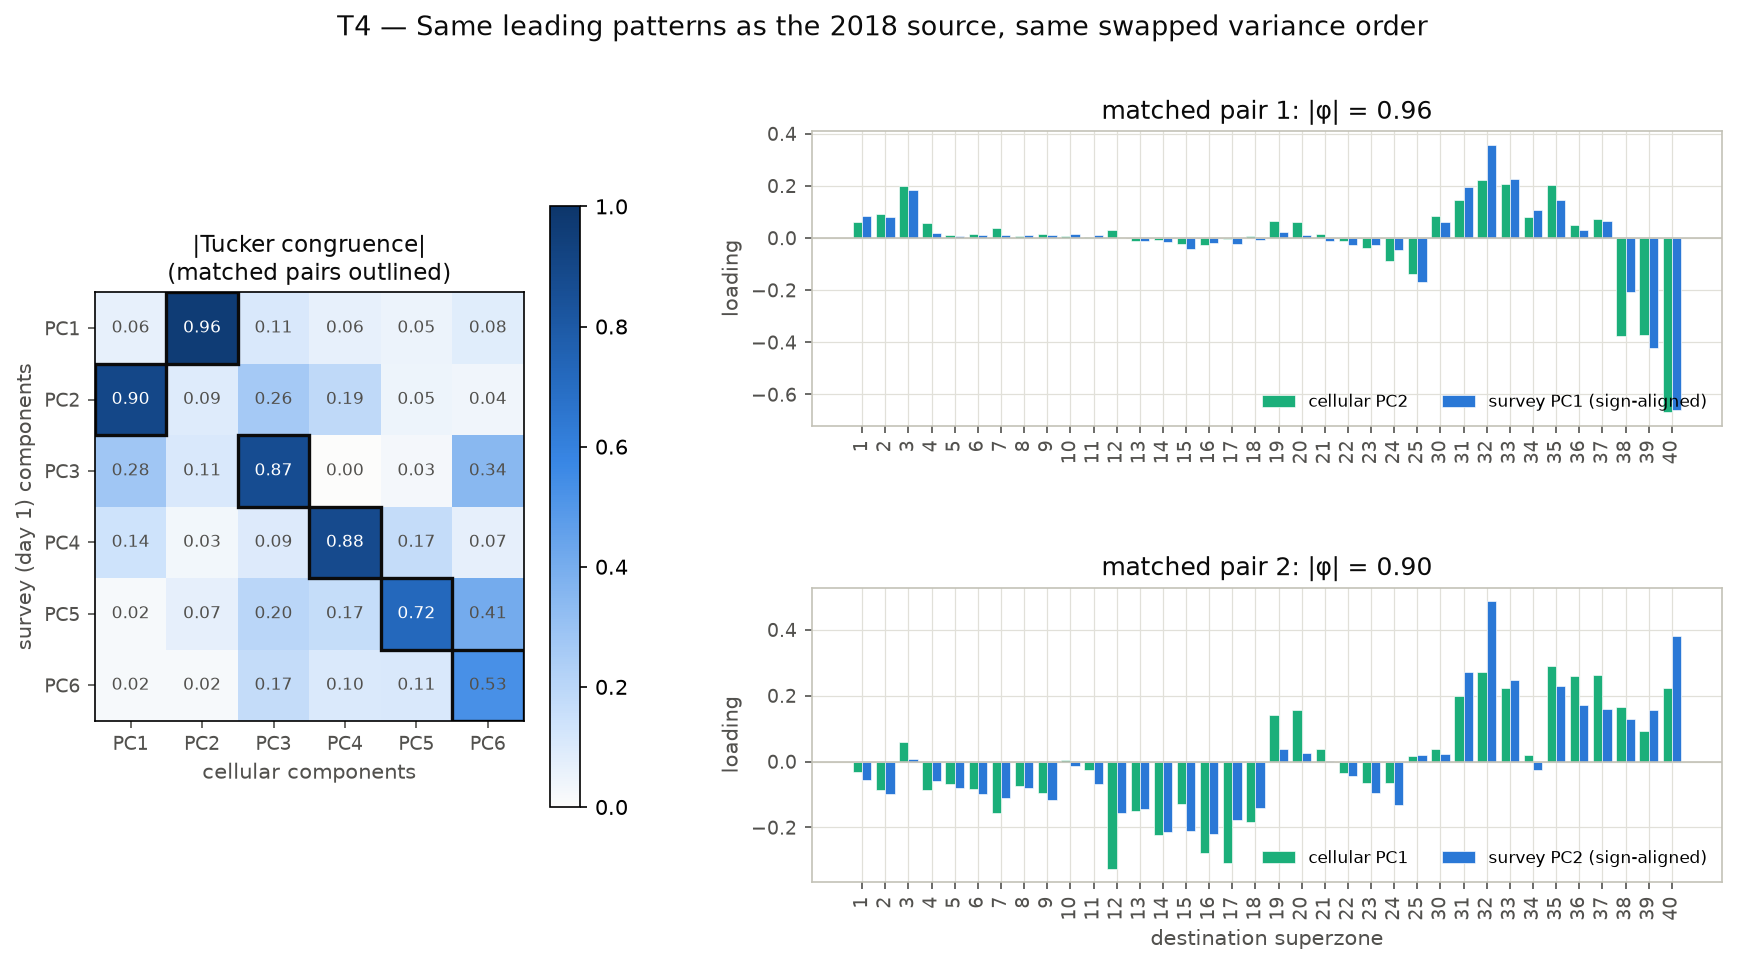 T4 — Same leading patterns as the 2018 source, same swapped variance order
|Tucker congruence|
(matched pairs outlined)
survey (day 1) components
PC1 0.06 0.96 0.11 0.06 0.05 0.08
PC2 0.90 0.09 0.26 0.19 0.05 0.04
PC3 0.28 0.11 0.87 0.00 0.03 0.34
PC4 0.14 0.03 0.09 0.88 0.17 0.07
PC5 0.02 0.07 0.20 0.17 0.72 0.41
PC6 0.02 0.02 0.17 0.10 0.11 0.53
PC1 PC2 PC3 PC4 PC5 PC6
cellular components
1.0
0.8
0.6
0.4
0.2
0.0
matched pair 1: |φ| = 0.96
loading
0.4
0.2
0.0
−0.2
−0.4
−0.6
cellular PC2 survey PC1 (sign-aligned)
1 2 3 4 5 6 7 8 9 10 11 12 13 14 15 16 17 18 19 20 21 22 23 24 25 30 31 32 33 34 35 36 37 38 39 40
matched pair 2: |φ| = 0.90
loading
0.4
0.2
0.0
−0.2
cellular PC1 survey PC2 (sign-aligned)
1 2 3 4 5 6 7 8 9 10 11 12 13 14 15 16 17 18 19 20 21 22 23 24 25 30 31 32 33 34 35 36 37 38 39 40
destination superzone